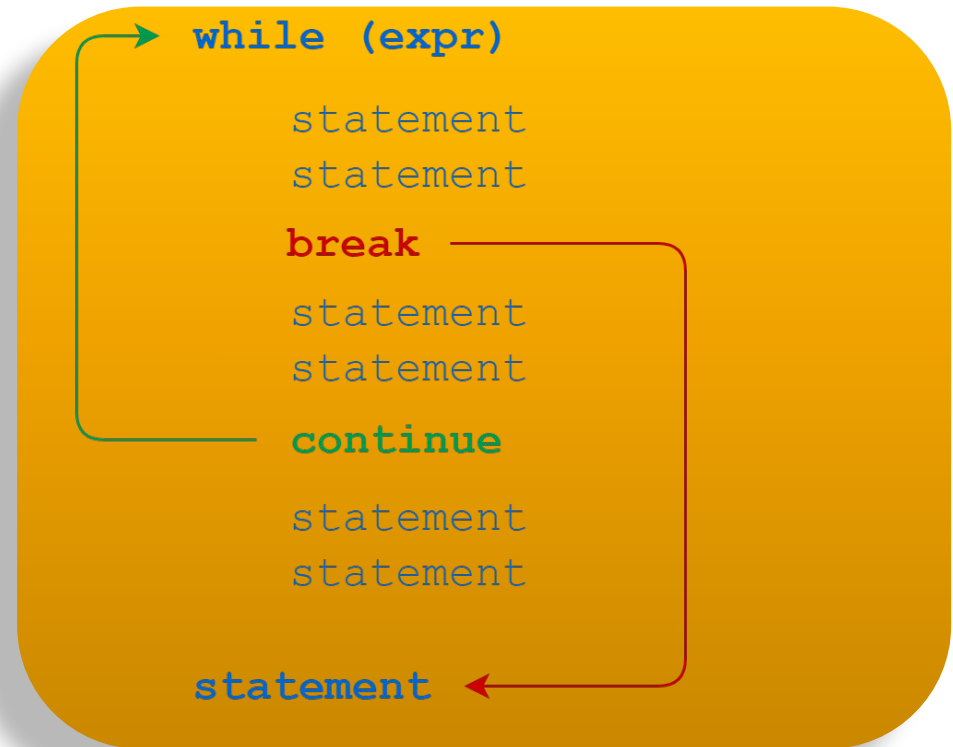 while (expr)
statement
statement
break
statement
statement
continue
statement
statement
statement